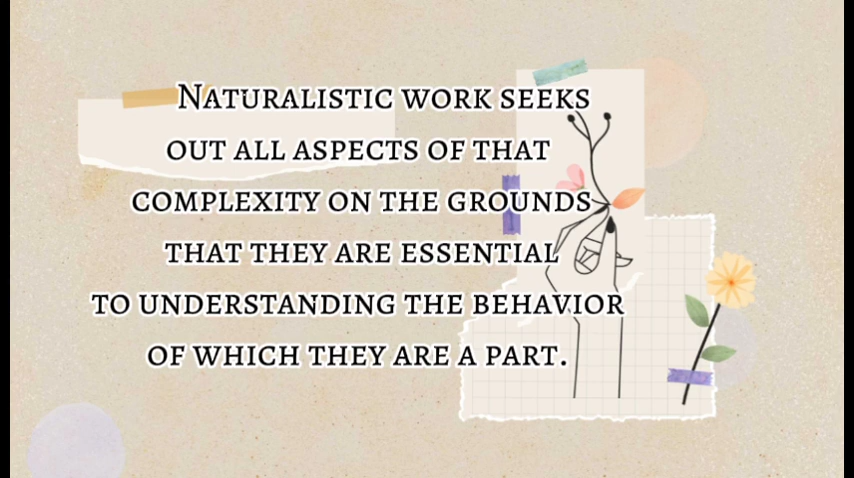 Naturalistic work seeks
out all aspects of that
complexity on the grounds
that they are essential
to understanding the behavior
of which they are a part.